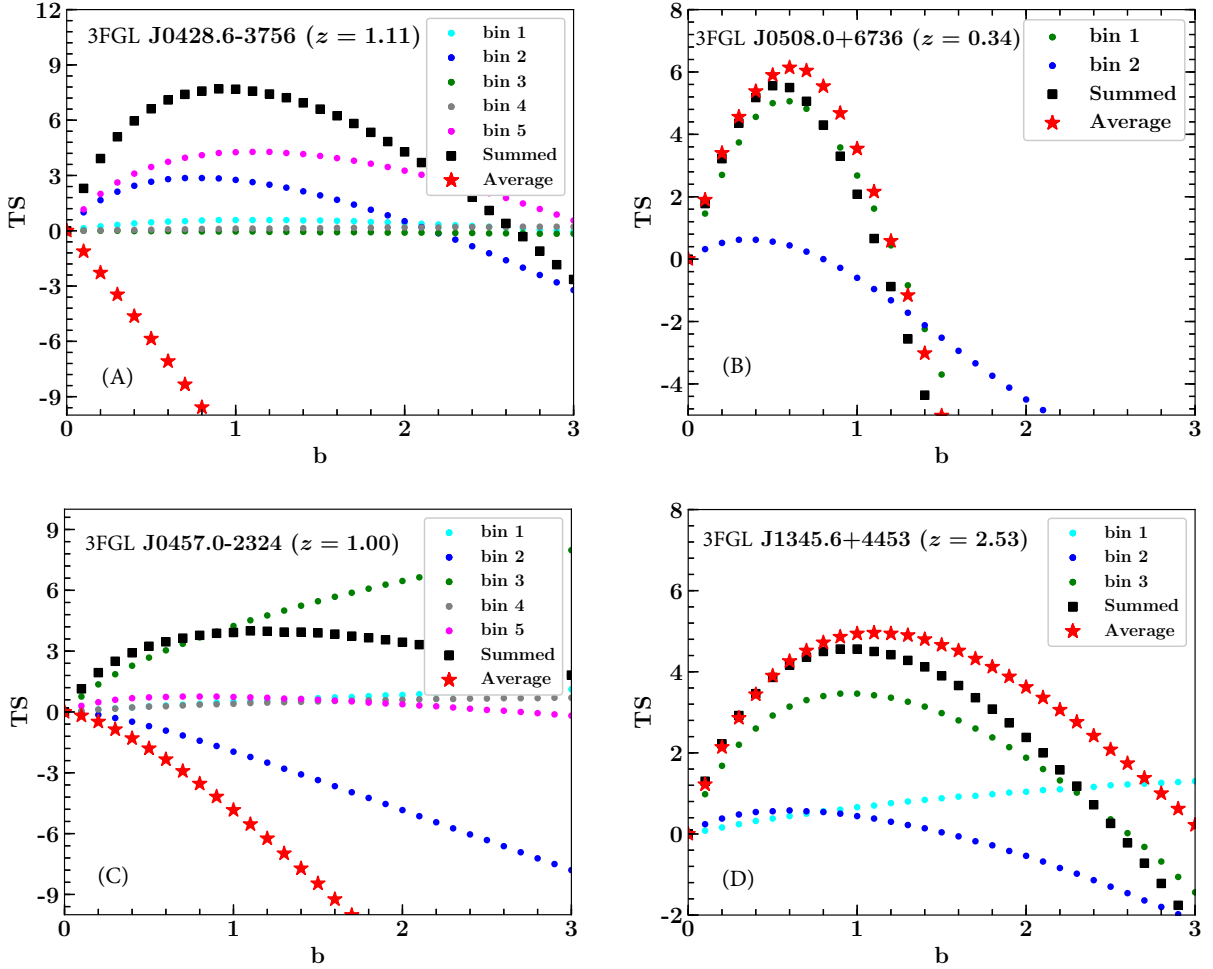 3FGL J0428.6-3756 (z = 1.11)
bin 1
bin 2
bin 3
bin 4
bin 5
Summed
Average
12
9
6
3
0
-3
-6
-9
TS
(A)
0 1 2 3
b
3FGL J0508.0+6736 (z = 0.34)
bin 1
bin 2
Summed
Average
8
6
4
2
0
-2
-4
TS
(B)
0 1 2 3
b
3FGL J0457.0-2324 (z = 1.00)
bin 1
bin 2
bin 3
bin 4
bin 5
Summed
Average
9
6
3
0
-3
-6
-9
TS
(C)
0 1 2 3
b
3FGL J1345.6+4453 (z = 2.53)
bin 1
bin 2
bin 3
Summed
Average
8
6
4
2
0
-2
TS
(D)
0 1 2 3
b